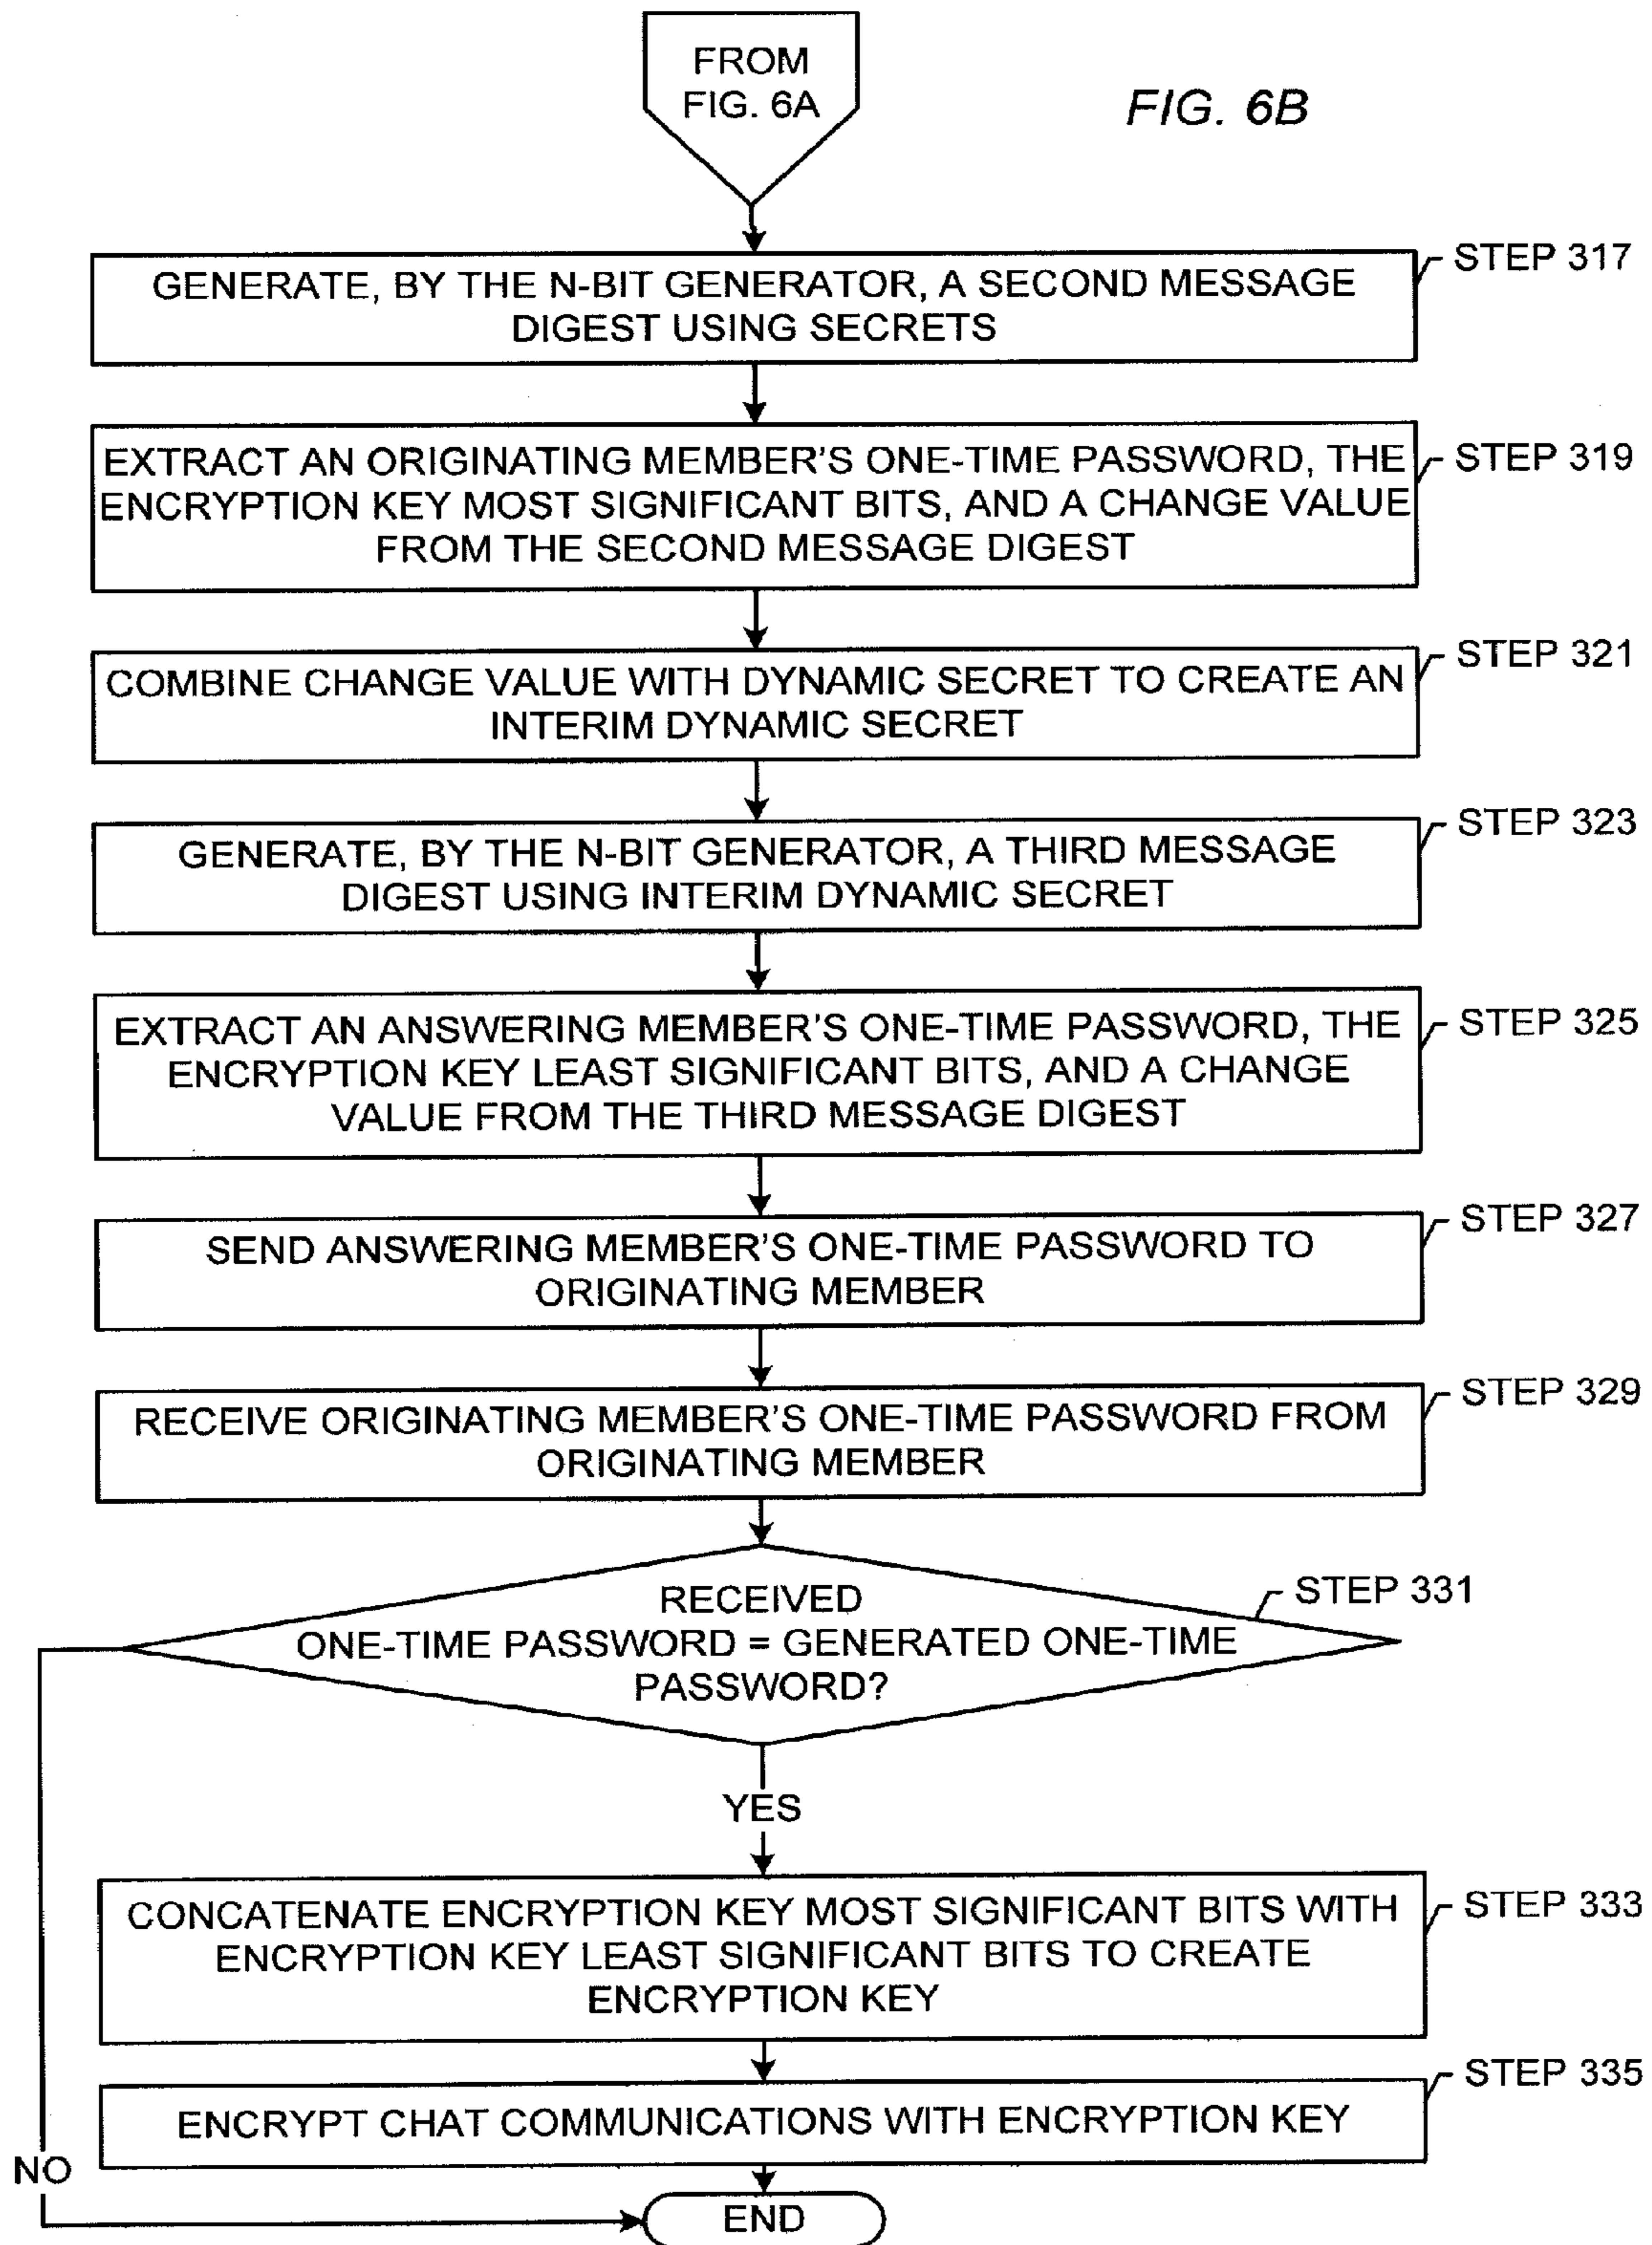 FROM
FIG. 6A
FIG. 6B
STEP 317
GENERATE, BY THE N-BIT GENERATOR, A SECOND MESSAGE
DIGEST USING SECRETS
STEP 319
EXTRACT AN ORIGINATING MEMBER'S ONE-TIME PASSWORD, THE
ENCRYPTION KEY MOST SIGNIFICANT BITS, AND A CHANGE VALUE
FROM THE SECOND MESSAGE DIGEST
STEP 321
COMBINE CHANGE VALUE WITH DYNAMIC SECRET TO CREATE AN
INTERIM DYNAMIC SECRET
STEP 323
GENERATE, BY THE N-BIT GENERATOR, A THIRD MESSAGE
DIGEST USING INTERIM DYNAMIC SECRET
STEP 325
EXTRACT AN ANSWERING MEMBER'S ONE-TIME PASSWORD, THE
ENCRYPTION KEY LEAST SIGNIFICANT BITS, AND A CHANGE
VALUE FROM THE THIRD MESSAGE DIGEST
STEP 327
SEND ANSWERING MEMBER'S ONE-TIME PASSWORD TO
ORIGINATING MEMBER
STEP 329
RECEIVE ORIGINATING MEMBER'S ONE-TIME PASSWORD FROM
ORIGINATING MEMBER
STEP 331
RECEIVED
ONE-TIME PASSWORD = GENERATED ONE-TIME
PASSWORD?
YES
STEP 333
CONCATENATE ENCRYPTION KEY MOST SIGNIFICANT BITS WITH
ENCRYPTION KEY LEAST SIGNIFICANT BITS TO CREATE
ENCRYPTION KEY
STEP 335
ENCRYPT CHAT COMMUNICATIONS WITH ENCRYPTION KEY
NO
END